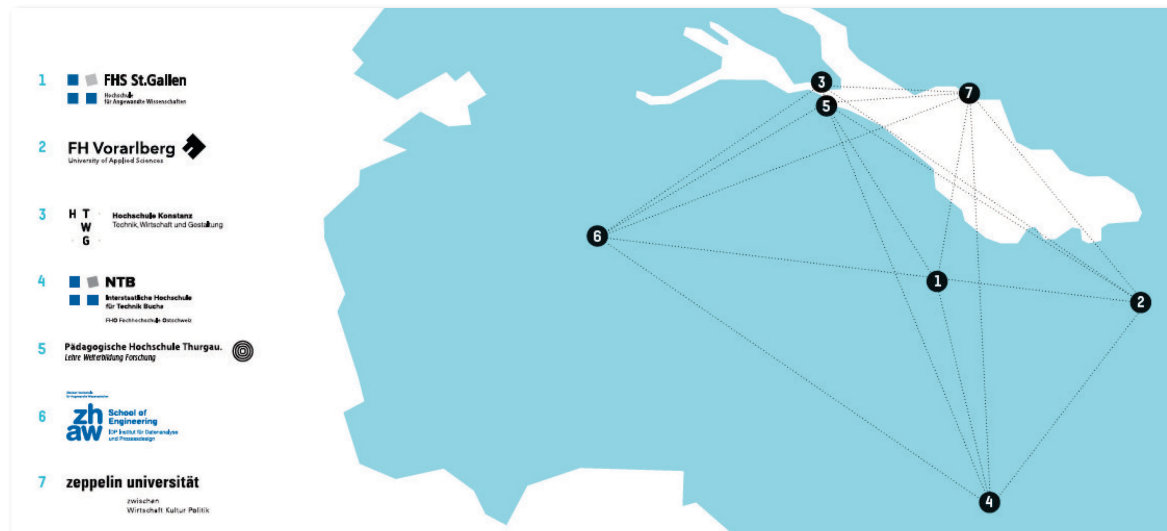 1
FHS St.Gallen
Hochschule
für Angewandte Wissenschaften
2
FH Vorarlberg
University of Applied Sciences
3
H T
W
G
Hochschule Konstanz
Technik, Wirtschaft und Gestaltung
4
NTB
Interstaatliche Hochschule
für Technik Buchs
FHO Fachhochschule Ostschweiz
5
Pädagogische Hochschule Thurgau.
Lehre Weiterbildung Forschung
6
zh
aw
School of
Engineering
IDP Institut für Datenanalyse
und Prozessdesign
7
zeppelin universität
zwischen
Wirtschaft Kultur Politik
3
5
7
6
1
2
4